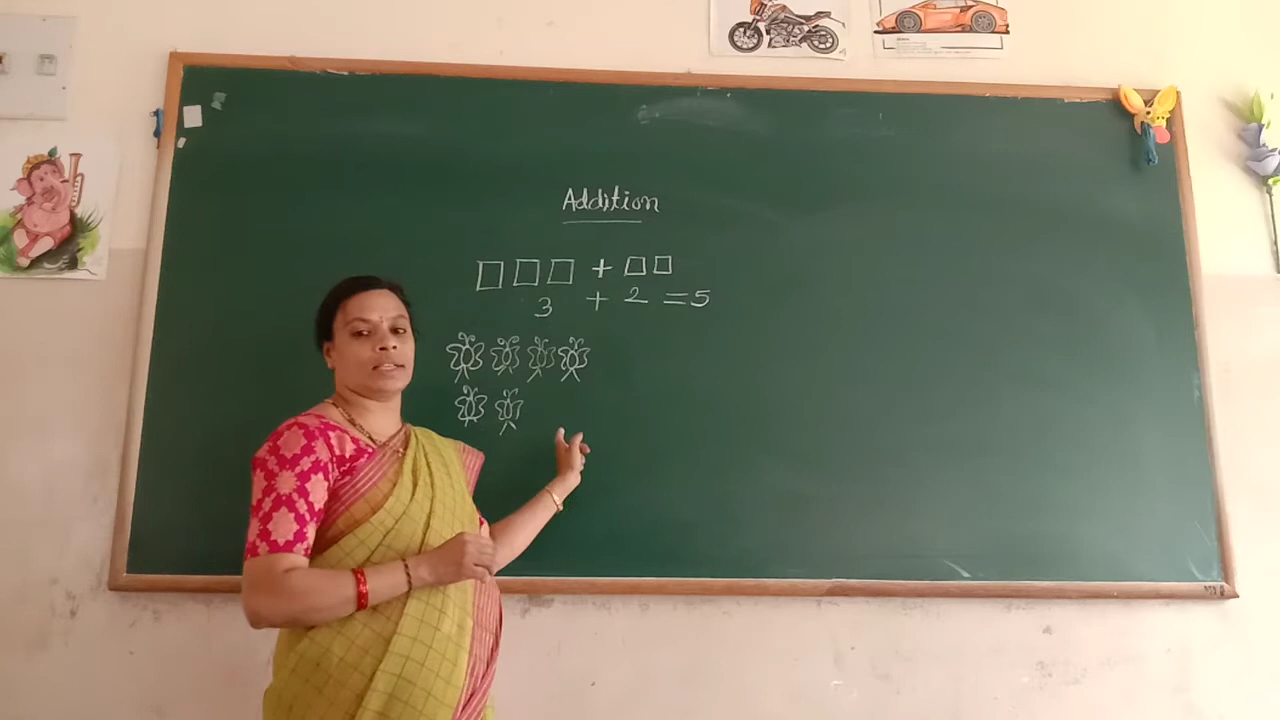 Addition
□□□ + □□
3 + 2 = 5